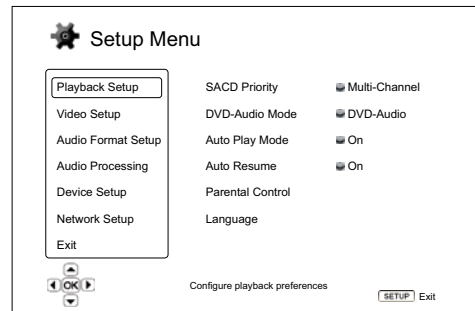 Setup Menu
Playback Setup
Video Setup
Audio Format Setup
Audio Processing
Device Setup
Network Setup
Exit
SACD Priority Multi-Channel
DVD-Audio Mode DVD-Audio
Auto Play Mode On
Auto Resume On
Parental Control
Language
OK
Configure playback preferences
SETUP Exit